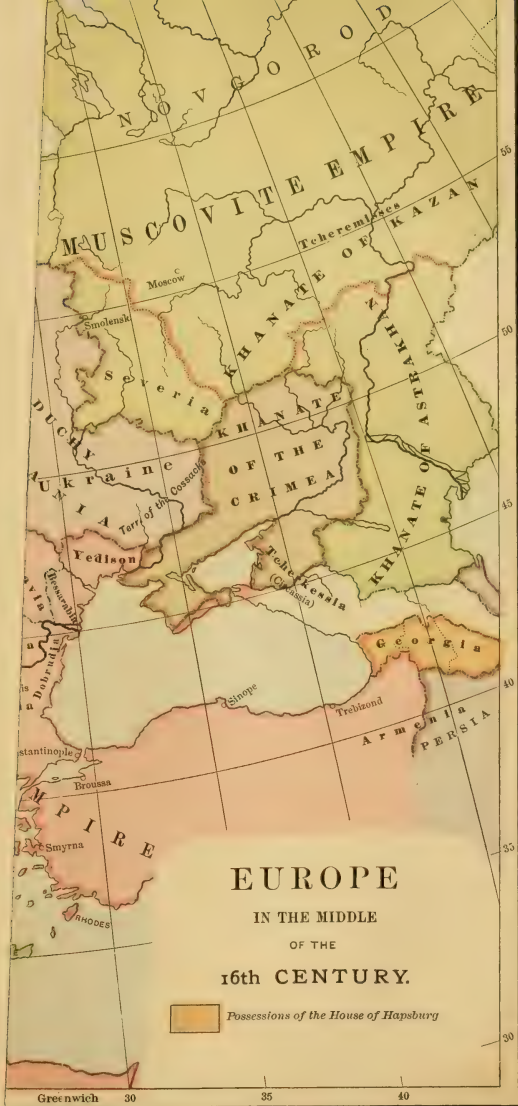 NOVGOROD
MUSCOVITE EMPIRE
55
Tcheremisses
KHANATE OF KAZAN
Moscow
Smolensk
50
Severia
KHANATE OF ASTRAKHAN
DUCHY
KHANATE
OF THE
CRIMEA
Ukraine
Terr. of the Cossacks
45
Yedison
Bessarabia
Tcherkessia
(Circassia)
Georgia
Dobrudin
Sinope
Trebizond
40
Armenia
PERSIA
stantinople
Broussa
MPIRE
Smyrna
35
RHODES
EUROPE
IN THE MIDDLE
OF THE
16th CENTURY.
Possessions of the House of Hapsburg
30
Greenwich 30 35 40